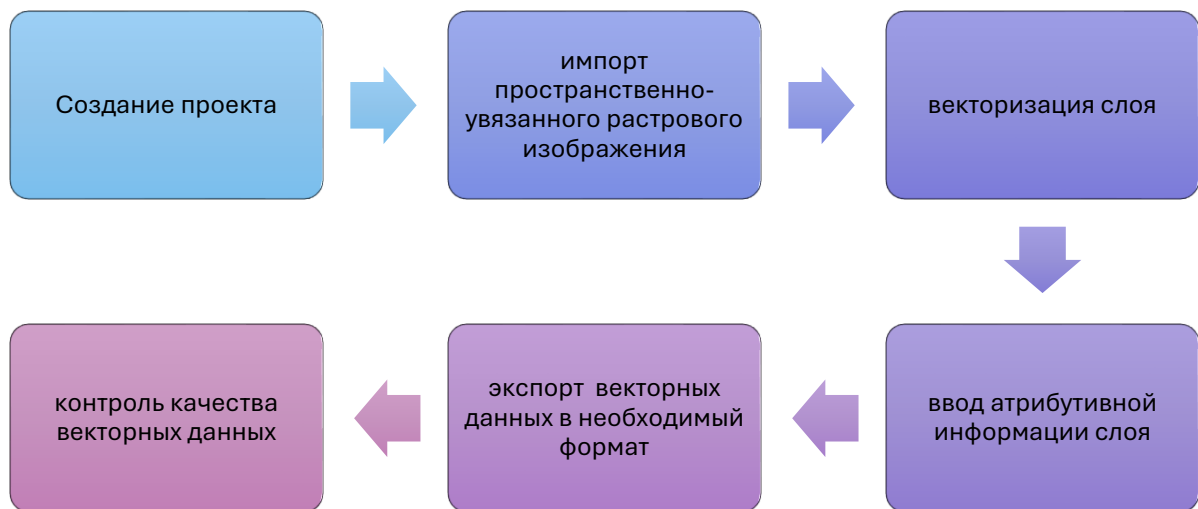 Создание проекта
импорт
пространственно-
увязанного растрового
изображения
векторизация слоя
ввод атрибутивной
информации слоя
экспорт векторных
данных в необходимый
формат
контроль качества
векторных данных